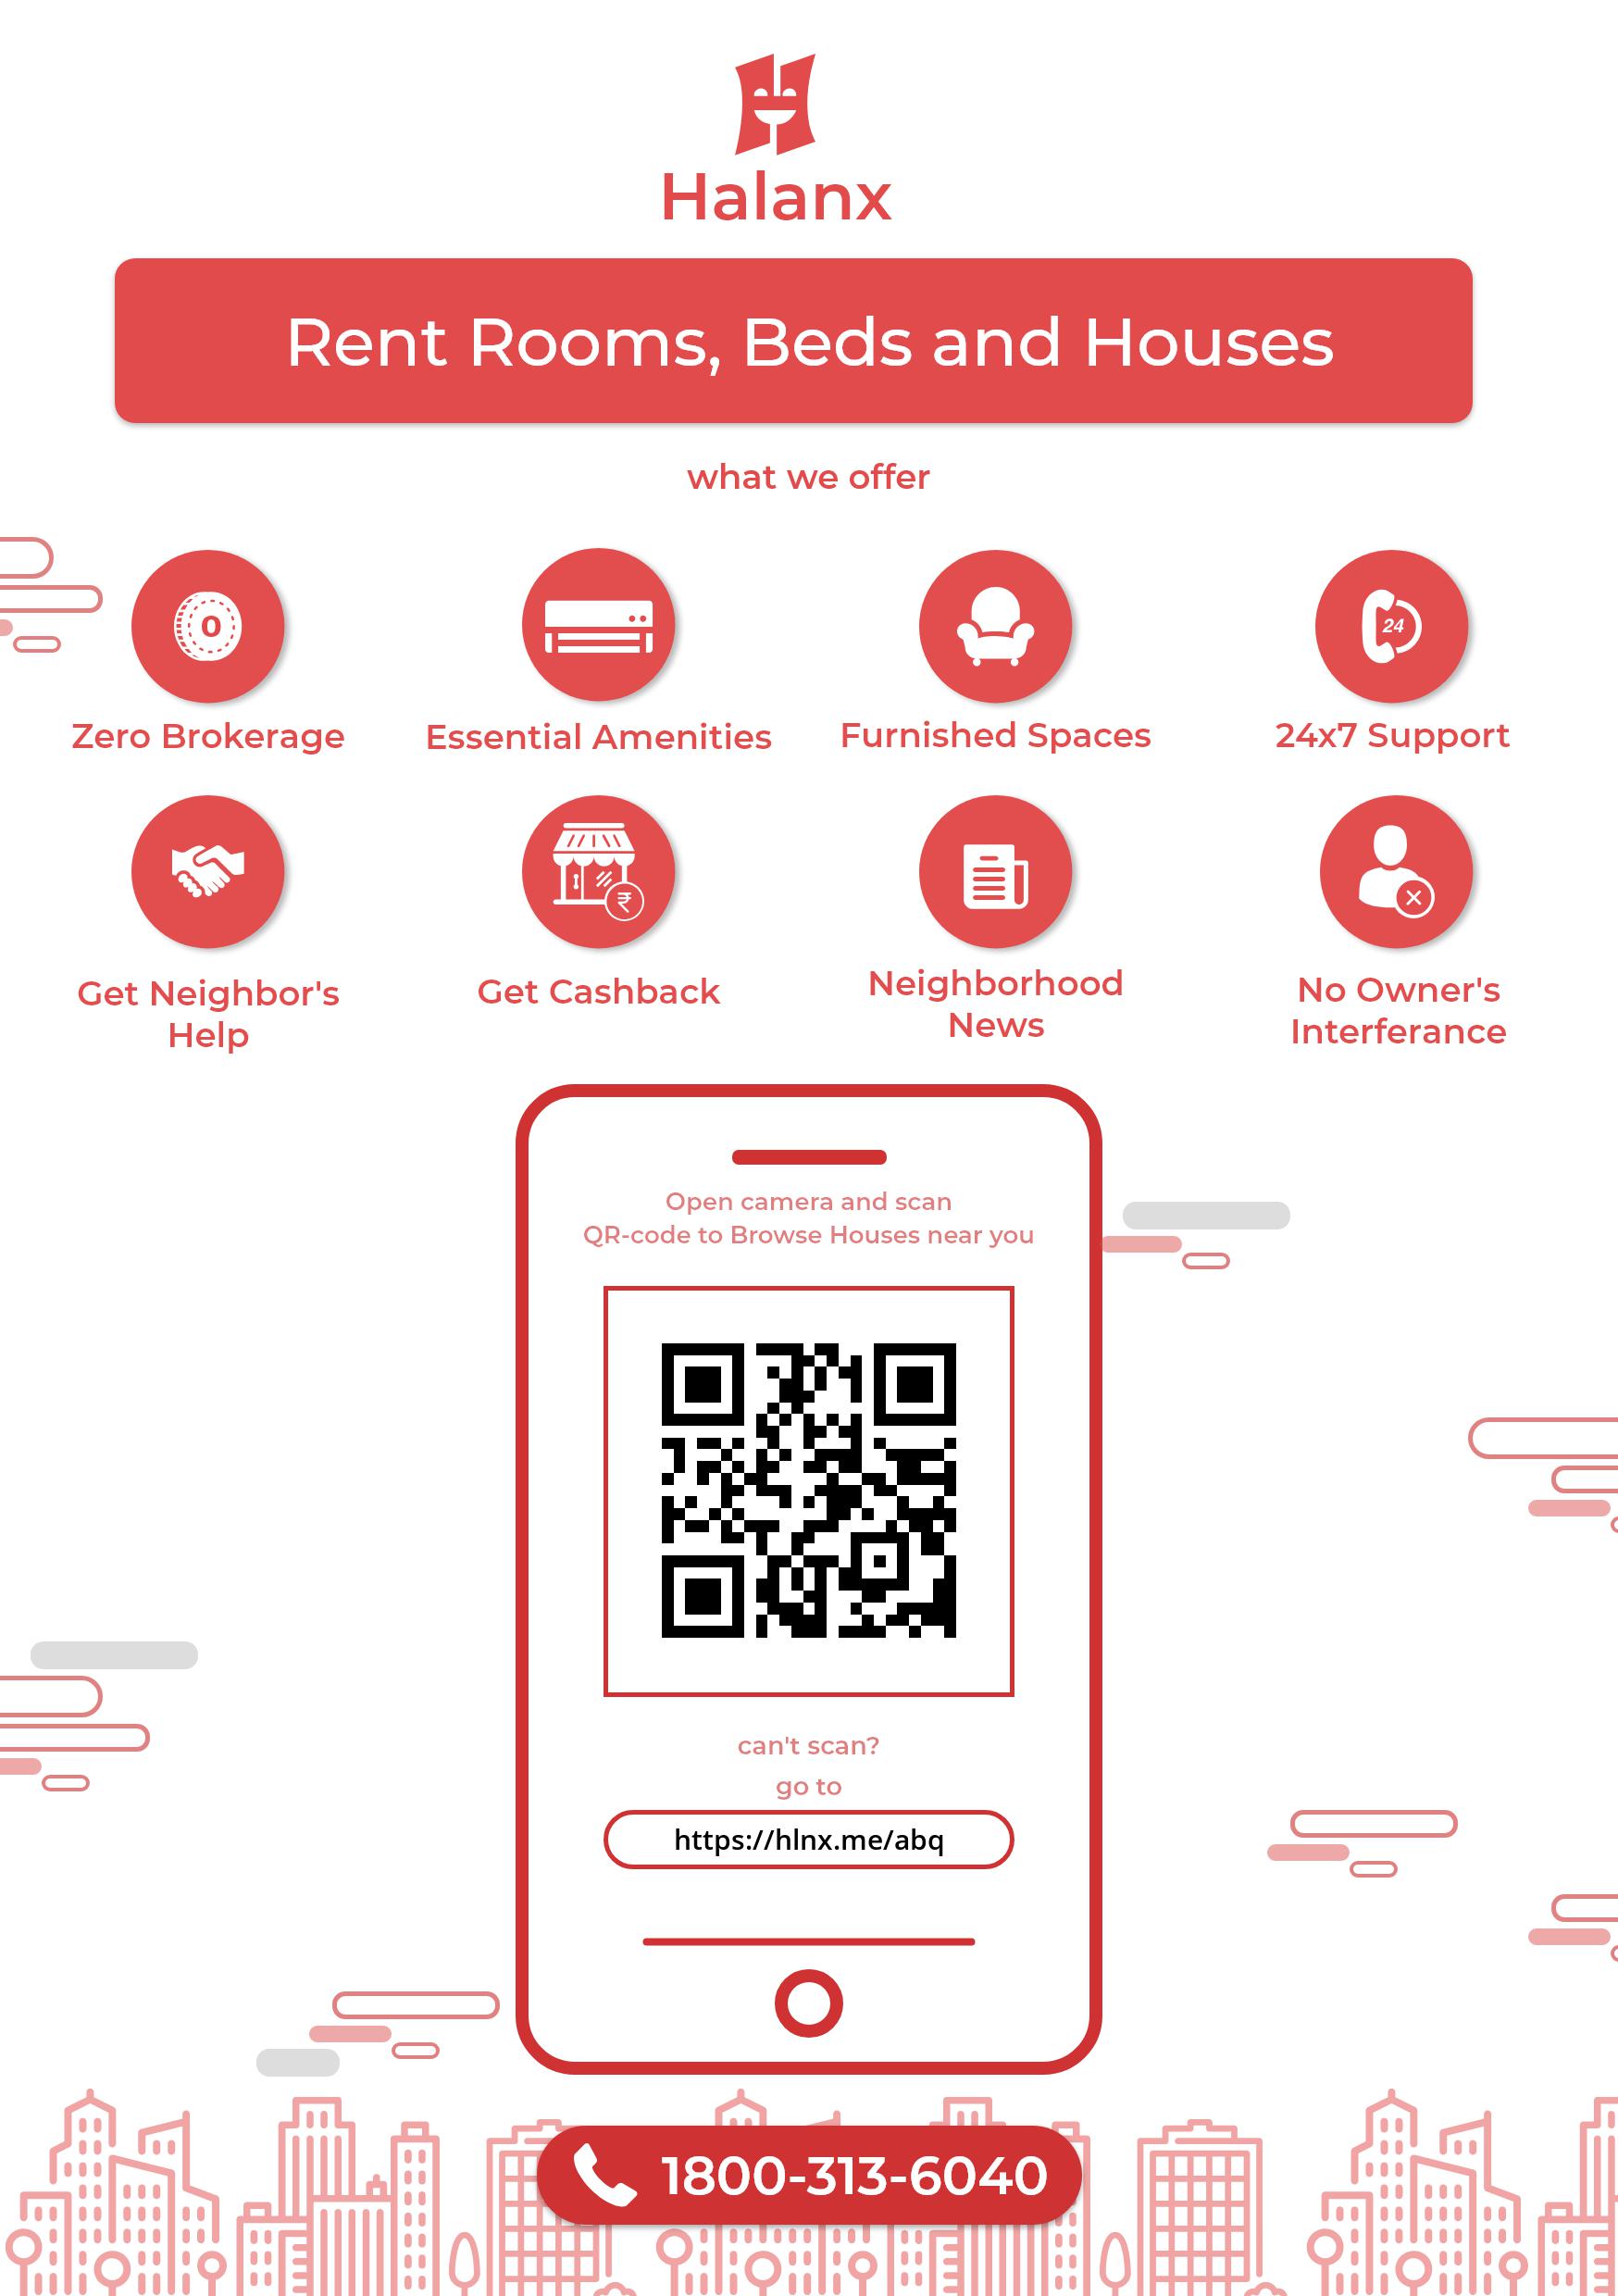 Halanx
Rent Rooms, Beds and Houses
what we offer
0
24
Zero Brokerage
Essential Amenities
Furnished Spaces
24x7 Support
₹
Get Neighbor's
Help
Get Cashback
Neighborhood
News
No Owner's
Interferance
Open camera and scan
QR-code to Browse Houses near you
can't scan?
go to
https://hlnx.me/abq
1800-313-6040